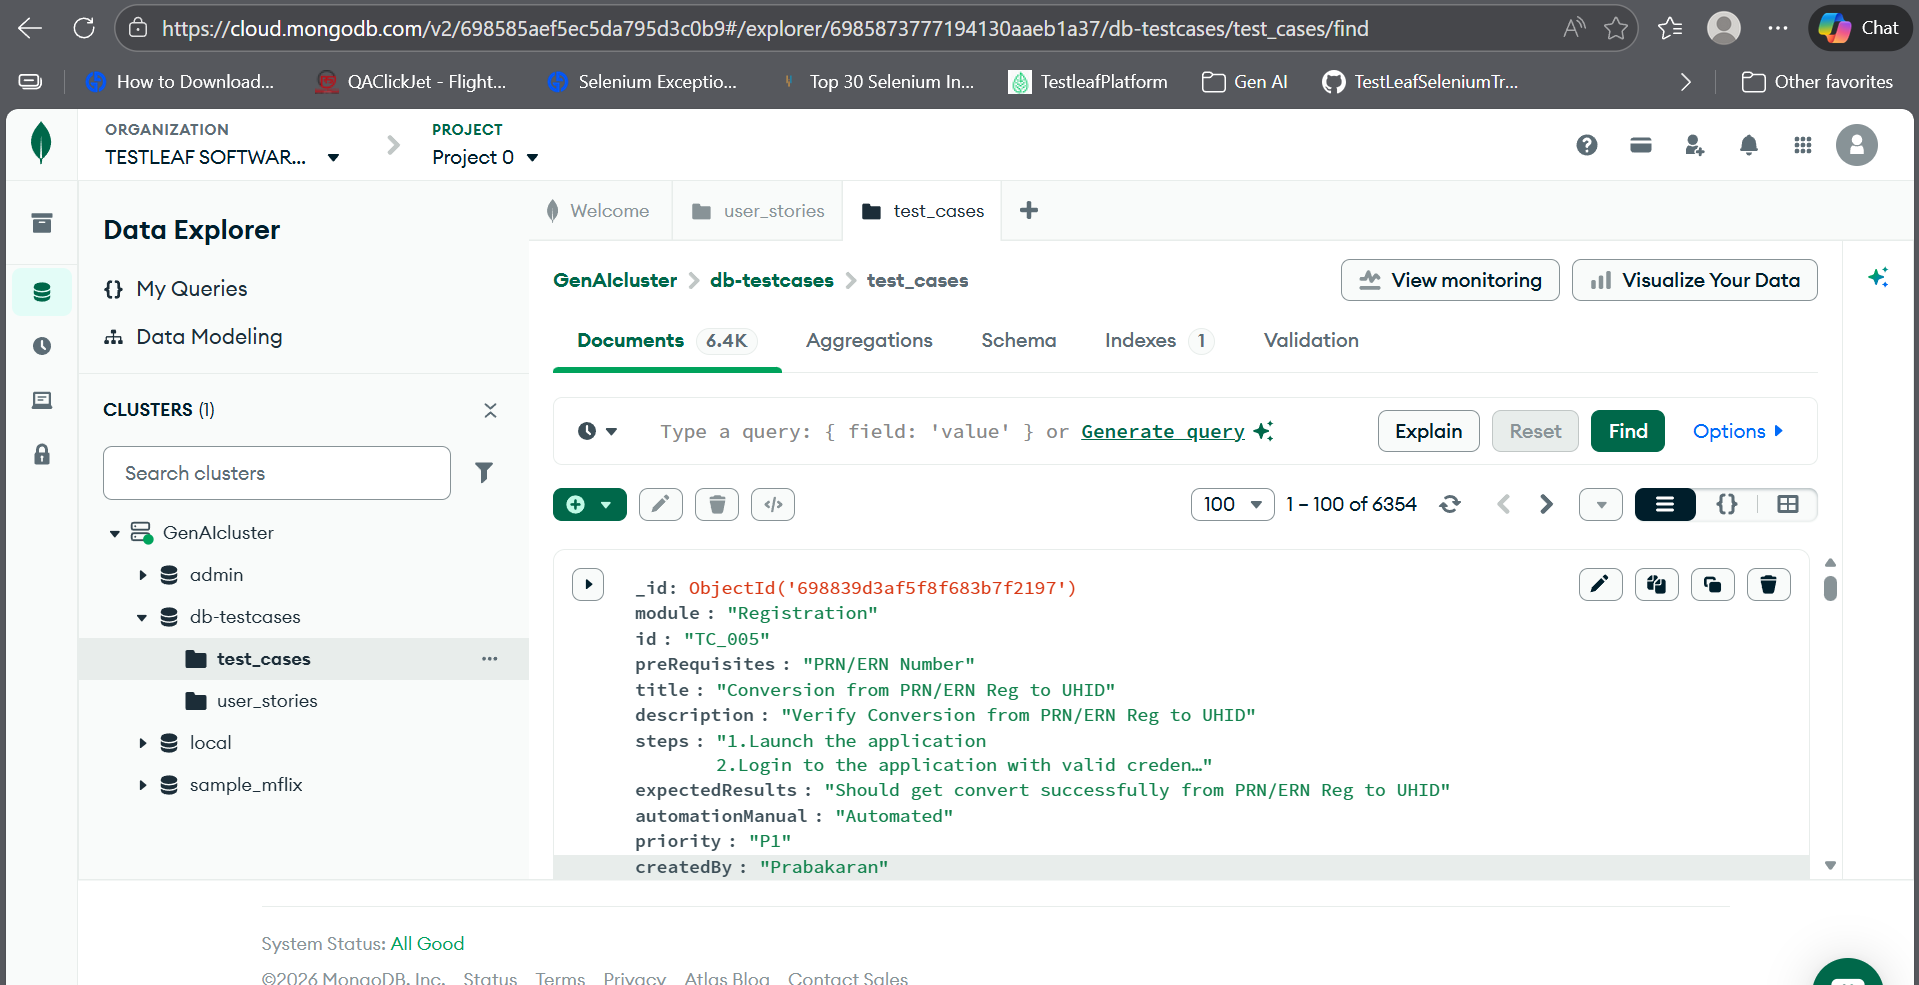 https://cloud.mongodb.com/v2/698585aef5ec5da795d3c0b9#/explorer/6985873777194130aaeb1a37/db-testcases/test_cases/find
Chat
How to Download...
QAClickJet - Flight...
Selenium Exceptio...
Top 30 Selenium In...
TestleafPlatform
Gen AI
TestLeafSeleniumTr...
Other favorites
ORGANIZATION
TESTLEAF SOFTWAR...
PROJECT
Project 0
Data Explorer
My Queries
Data Modeling
CLUSTERS (1)
Search clusters
GenAIcluster
admin
db-testcases
test_cases
user_stories
local
sample_mflix
Welcome
user_stories
test_cases
GenAIcluster > db-testcases > test_cases
View monitoring
Visualize Your Data
Documents 6.4K
Aggregations
Schema
Indexes 1
Validation
Type a query: { field: 'value' } or Generate query
Explain
Reset
Find
Options
100
1 – 100 of 6354
_id: ObjectId('698839d3af5f8f683b7f2197')
module : "Registration"
id : "TC_005"
preRequisites : "PRN/ERN Number"
title : "Conversion from PRN/ERN Reg to UHID"
description : "Verify Conversion from PRN/ERN Reg to UHID"
steps : "1.Launch the application
2.Login to the application with valid creden…"
expectedResults : "Should get convert successfully from PRN/ERN Reg to UHID"
automationManual : "Automated"
priority : "P1"
createdBy : "Prabakaran"
System Status: All Good
©2026 MongoDB, Inc. Status Terms Privacy Atlas Blog Contact Sales